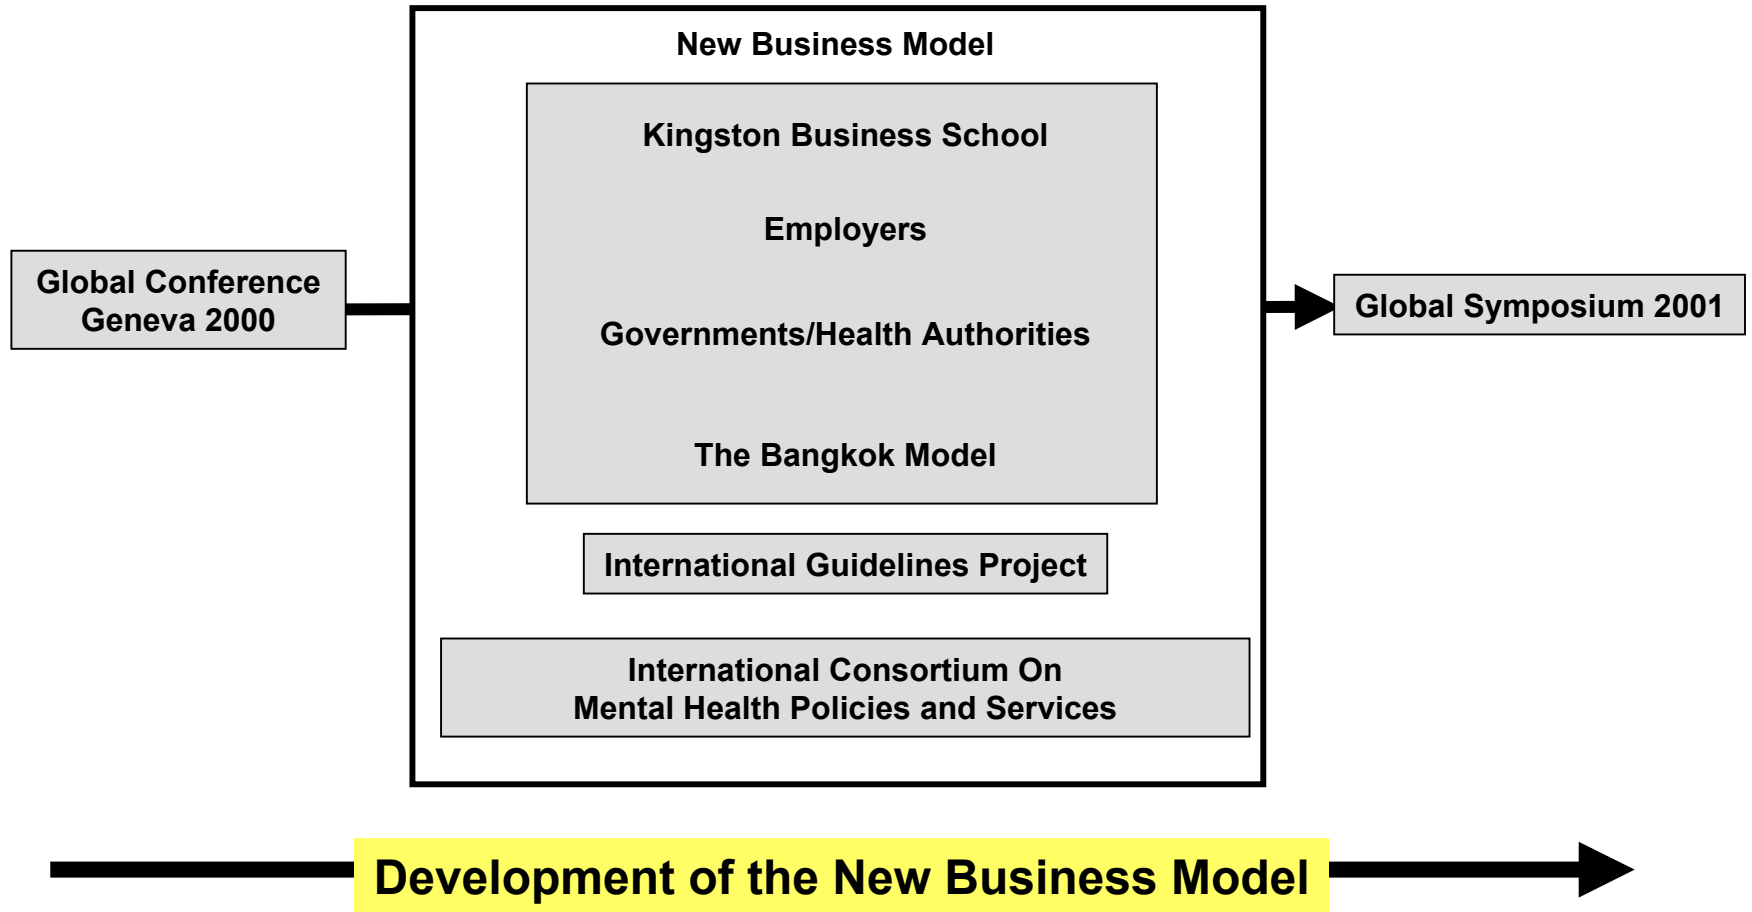 New Business Model
Kingston Business School
Employers
Governments/Health Authorities
The Bangkok Model
International Guidelines Project
International Consortium On
Mental Health Policies and Services
Global Conference
Geneva 2000
Global Symposium 2001
Development of the New Business Model